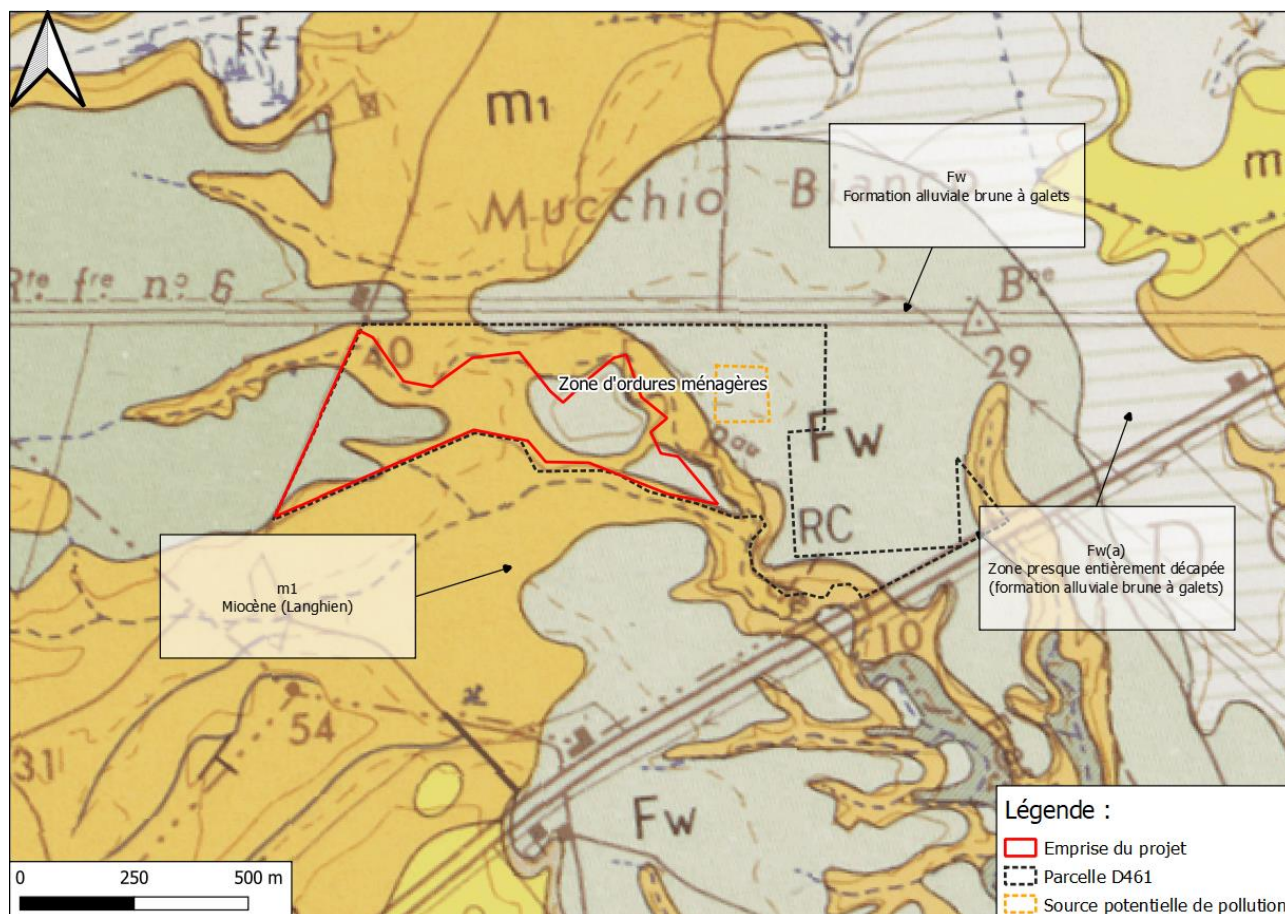 Fz
m1
Fw
Formation alluviale brune à galets
m
Mucchio Bianco
Rte fre no 6
Bne
40
29
Zone d'ordures ménagères
Fw
RC
m1
Miocène (Langhien)
Fw(a)
Zone presque entièrement décapée
(formation alluviale brune à galets)
D
10
54
31
Fw
Légende :
Emprise du projet
Parcelle D461
Source potentielle de pollution
0 250 500 m